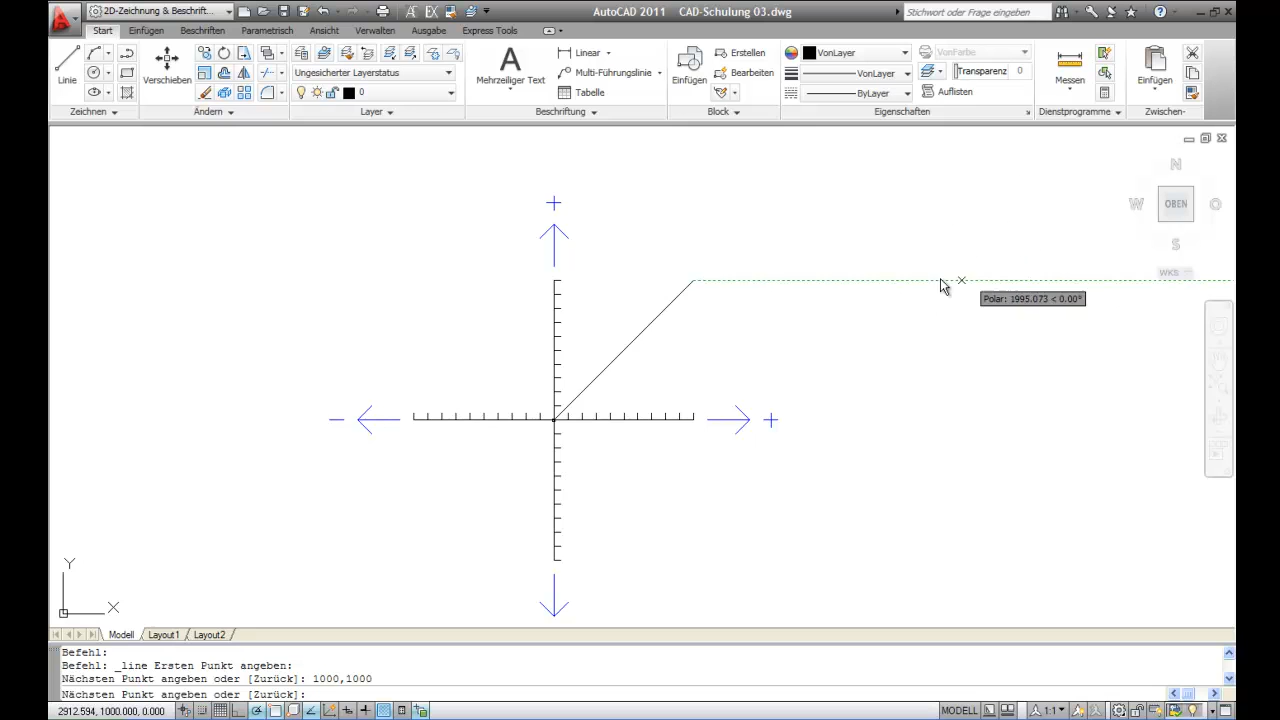 2D-Zeichnung & Beschrift...
AutoCAD 2011 CAD-Schulung 03.dwg
Stichwort oder Frage eingeben
Start Einfügen Beschriften Parametrisch Ansicht Verwalten Ausgabe Express Tools
Linie
Verschieben
Ungesicherter Layerstatus
0
A
Mehrzeiliger Text
Linear
Multi-Führungslinie
Tabelle
Einfügen
Erstellen
Bearbeiten
VonLayer
VonLayer
ByLayer
VonFarbe
Transparenz 0
Auflisten
Messen
Einfügen
Zeichnen Ändern Layer Beschriftung Block Eigenschaften Dienstprogramme Zwischen-
N
W OBEN O
S
WKS
+
Polar: 1995.073 < 0.00°
− +
Y
X
Modell Layout1 Layout2
Befehl:
Befehl: _line Ersten Punkt angeben:
Nächsten Punkt angeben oder [Zurück]: 1000,1000
Nächsten Punkt angeben oder [Zurück]:
2912.594, 1000.000, 0.000 MODELL 1:1